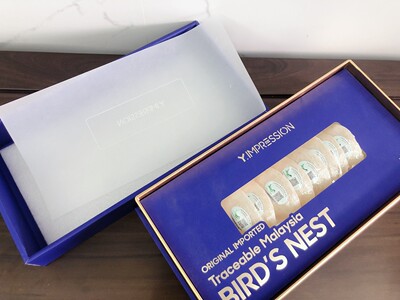 Y.IMPRESSION
ORIGINAL IMPORTED
Traceable Malaysia
BIRD'S NEST